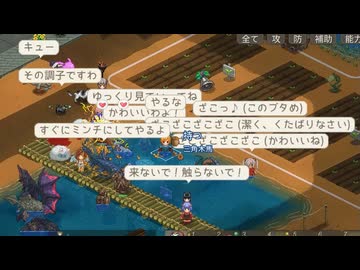 全て 攻 防 補助 能力
キュー
その調子ですわ
ゆっくり見て
ね
やるな
かわいいわよ!
ざこっ♪ (このブタめ)
ざこざこざこ (潔く、くたばりなさい)
すぐにミンチにしてやるよ
こざこざこ (かわいいね)
持つ
来ないで!触らないで!